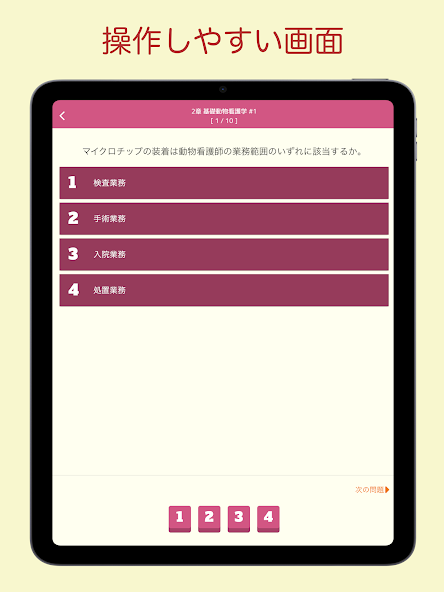 操作しやすい画面
2章 基礎動物看護学 #1
[ 1 / 10 ]
マイクロチップの装着は動物看護師の業務範囲のいずれに該当するか。
1 検査業務
2 手術業務
3 入院業務
4 処置業務
次の問題
1 2 3 4